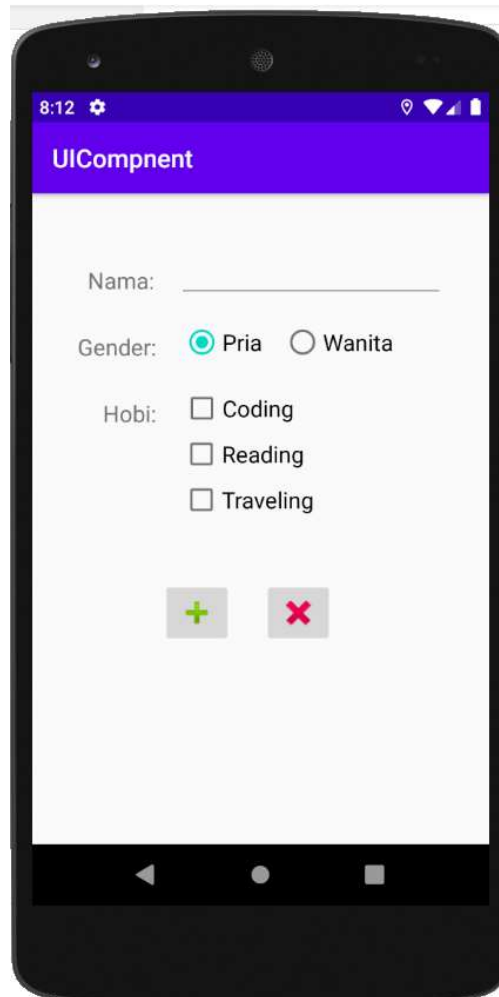 8:12
UICompnent
Nama:
Gender: Pria Wanita
Hobi: Coding
Reading
Traveling